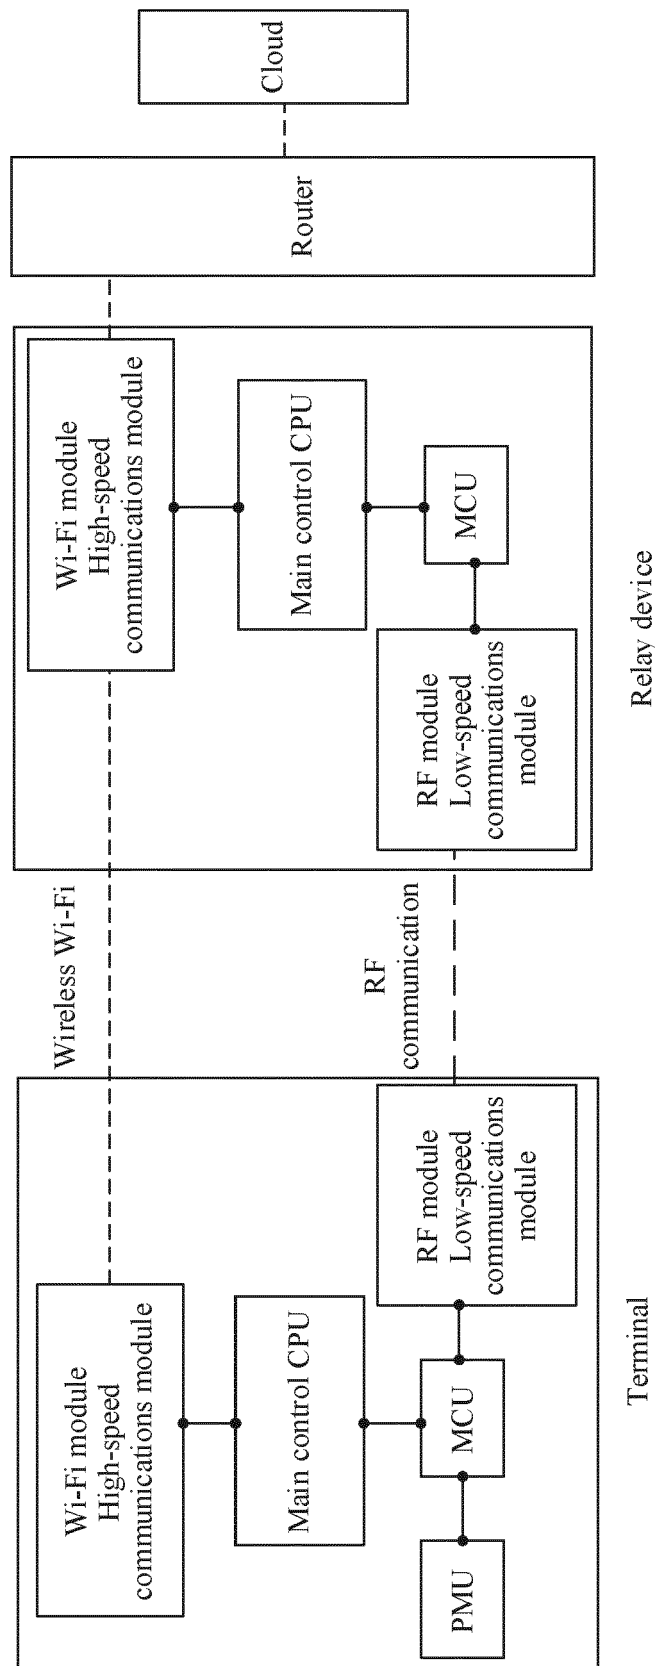 Wi-Fi module
High-speed
communications module
Main control CPU
PMU
MCU
RF module
Low-speed
communications
module
Terminal
Wireless Wi-Fi
RF
communication
Wi-Fi module
High-speed
communications module
Main control CPU
MCU
RF module
Low-speed
communications
module
Relay device
Router
Cloud